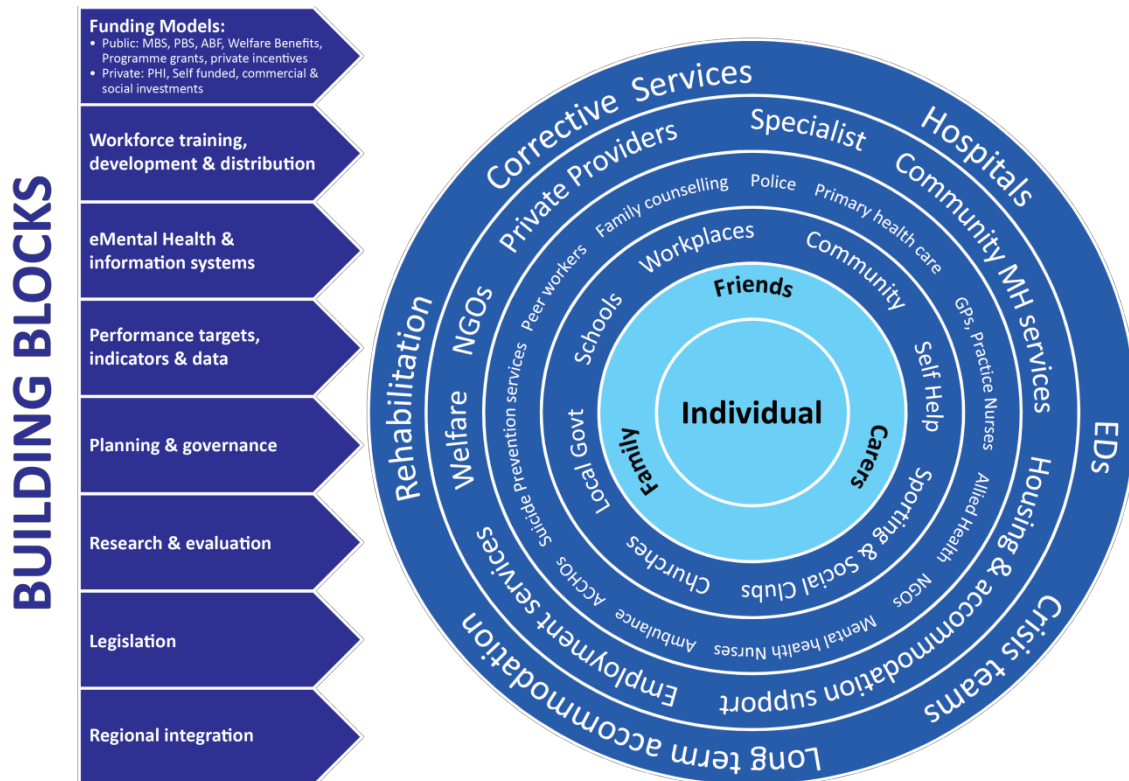 BUILDING BLOCKS
Funding Models:
• Public: MBS, PBS, ABF, Welfare Benefits,
Programme grants, private incentives
• Private: PHI, Self funded, commercial &
social investments
Workforce training,
development & distribution
eMental Health &
information systems
Performance targets,
indicators & data
Planning & governance
Research & evaluation
Legislation
Regional integration
Corrective Services
Hospitals
EDs
Crisis teams
Long term accommodation
Rehabilitation
Private Providers
Specialist
Community MH services
Housing & accommodation support
Employment services
Welfare
NGOs
Family counselling
Police
Primary health care
GPs, Practice Nurses
Allied Health
NGOs
Mental health Nurses
Ambulance
ACCHOs
Suicide Prevention services
Peer workers
Workplaces
Community
Self Help
Sporting & Social Clubs
Churches
Local Govt
Schools
Friends
Carers
Family
Individual